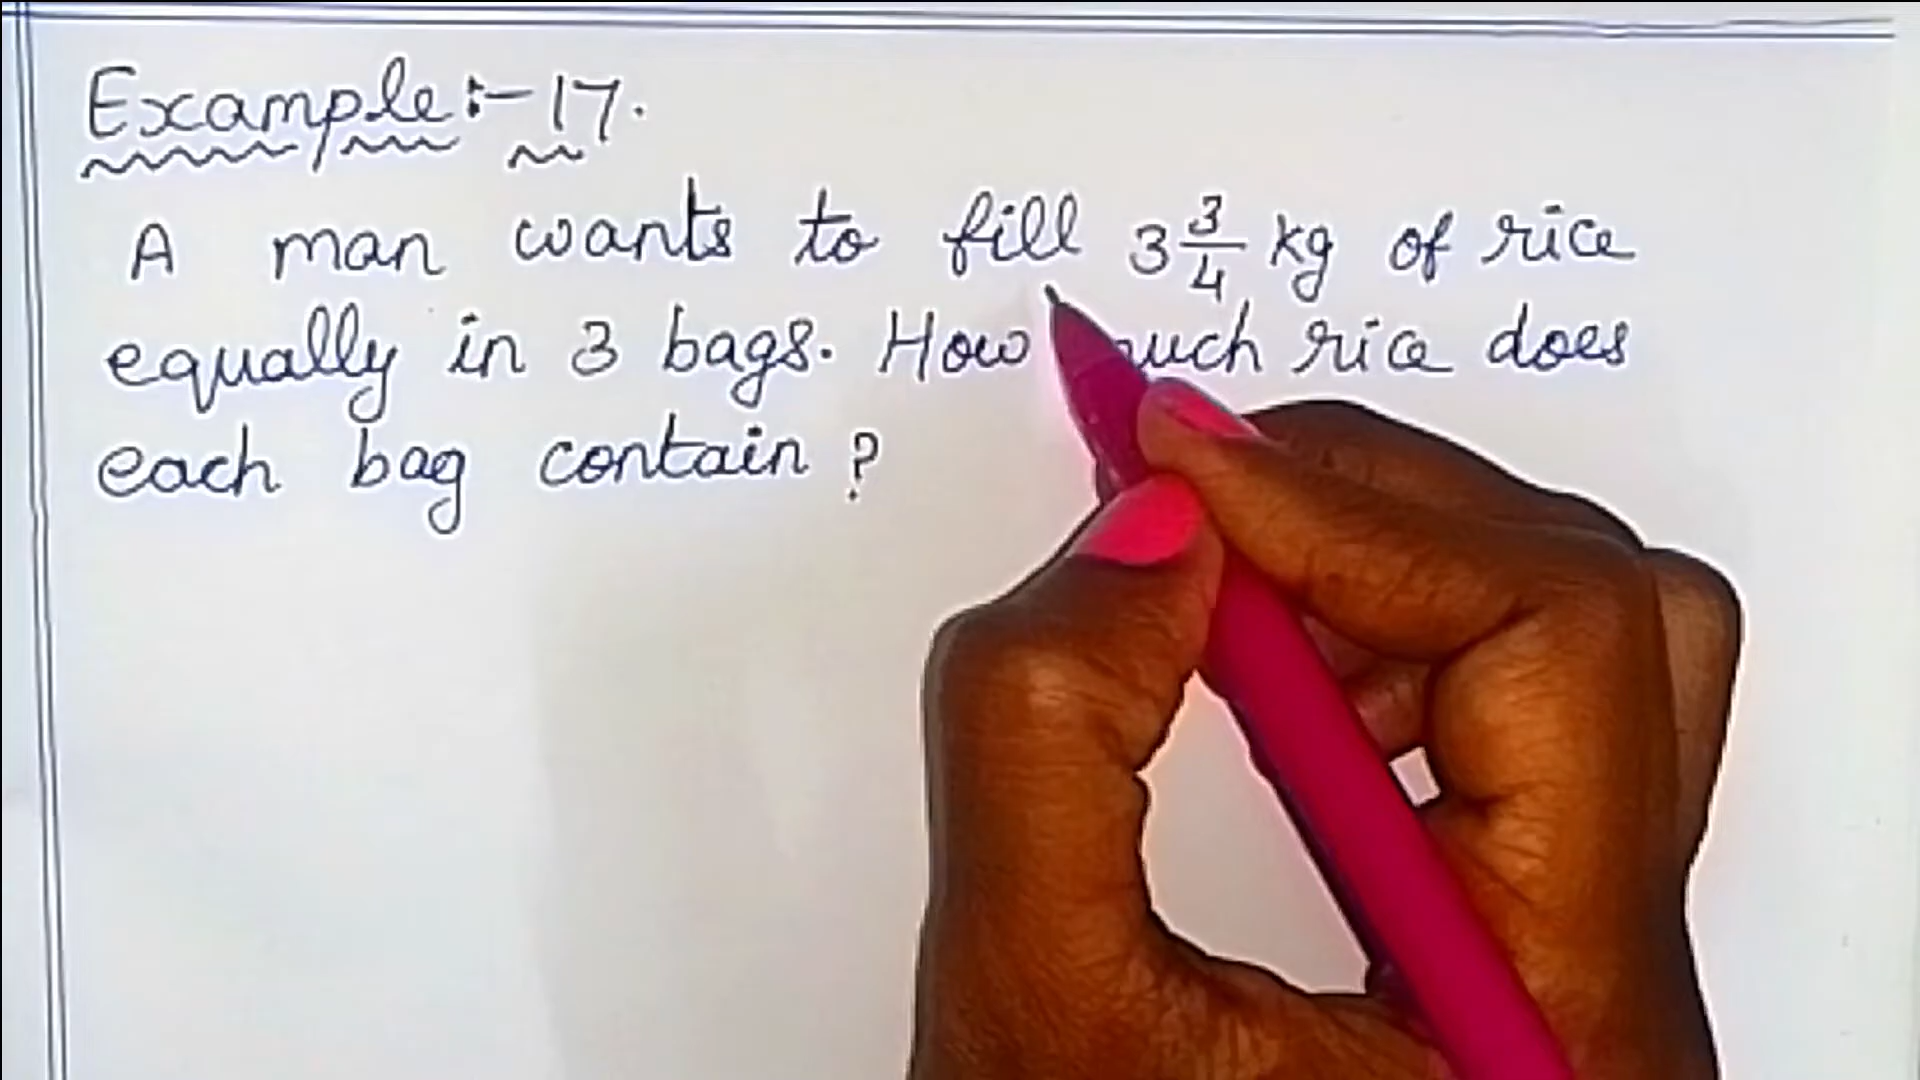 Example:- 17.
A man wants to fill 3 3/4 kg of rice
equally in 3 bags. How much rice does
each bag contain?